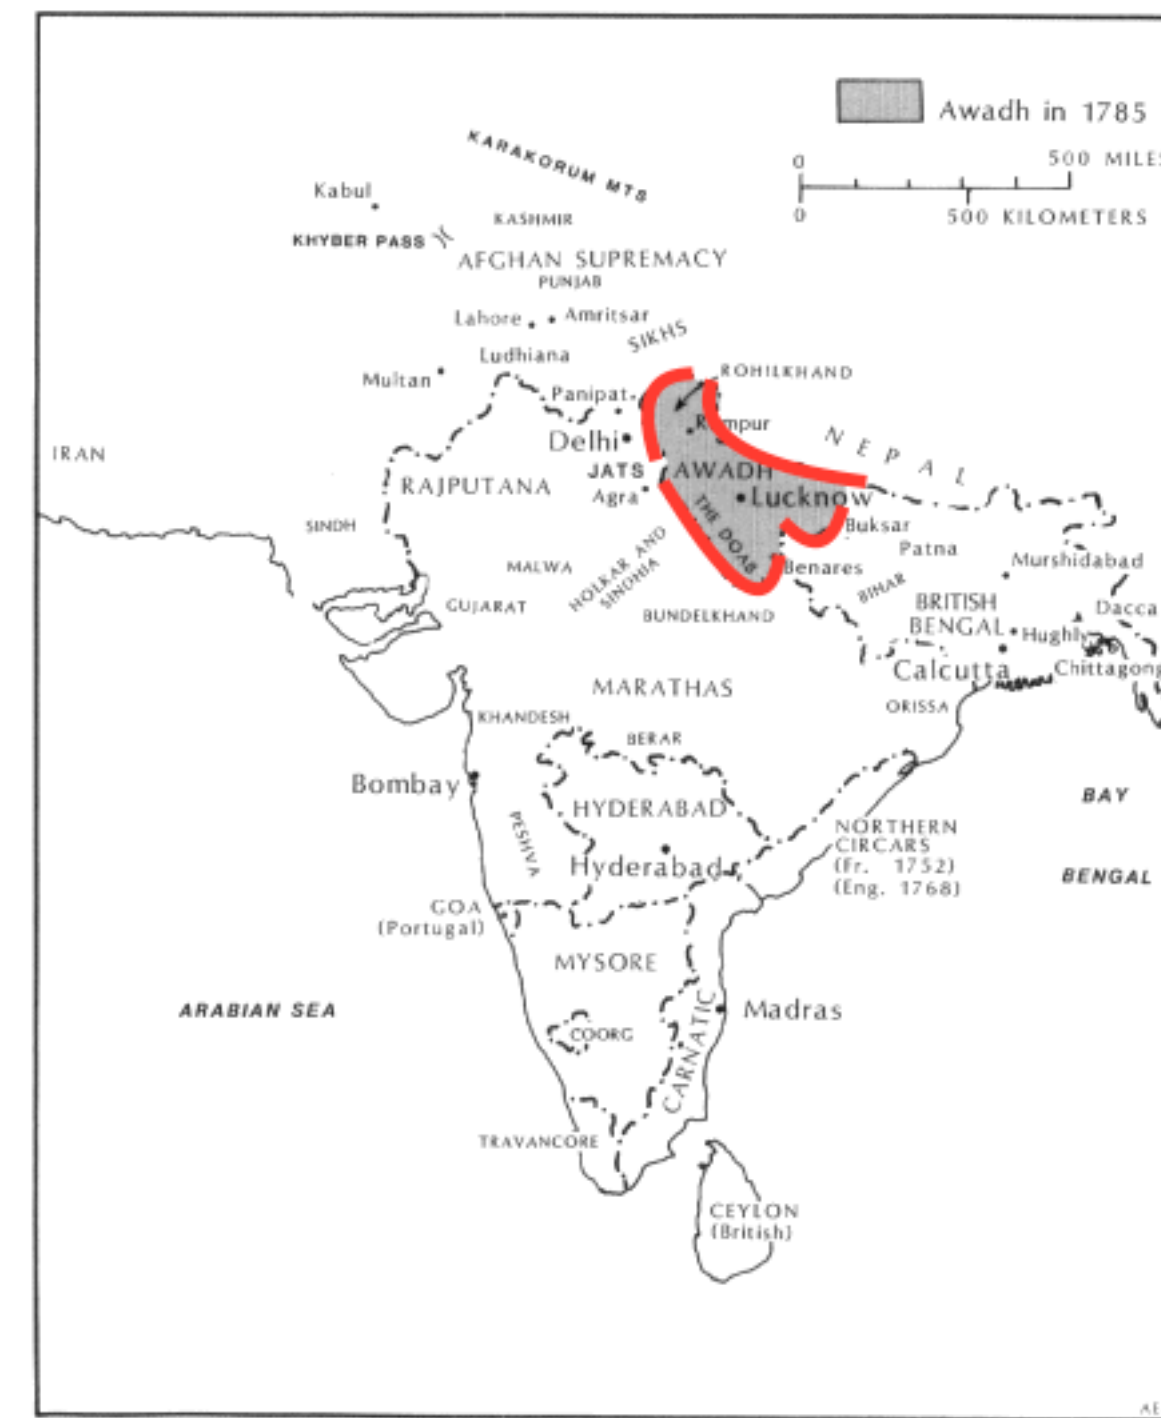 Awadh in 1785
0 500 MILES
0 500 KILOMETERS
KARAKORUM MTS
Kabul
KASHMIR
KHYBER PASS
AFGHAN SUPREMACY
PUNJAB
Lahore
Amritsar
SIKHS
Ludhiana
Multan
Panipat
ROHILKHAND
Rampur
Delhi
NEPAL
IRAN
JATS
AWADH
RAJPUTANA
Agra
Lucknow
THE DOAB
SINDH
Buksar
Patna
MALWA
HOLKAR AND
SINDHIA
Benares
Murshidabad
BIHAR
GUJARAT
BUNDELKHAND
BRITISH
BENGAL
Dacca
Hughly
Calcutta
Chittagong
MARATHAS
ORISSA
KHANDESH
BERAR
Bombay
BAY
HYDERABAD
PESHVA
NORTHERN
CIRCARS
(Fr. 1752)
(Eng. 1768)
Hyderabad
BENGAL
GOA
(Portugal)
MYSORE
ARABIAN SEA
Madras
COORG
CARNATIC
TRAVANCORE
CEYLON
(British)